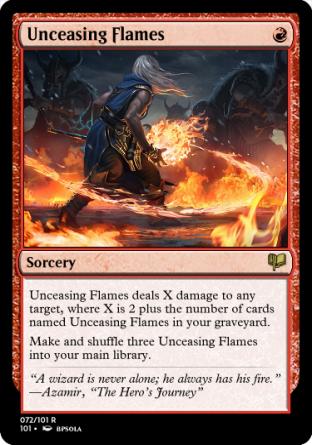 Unceasing Flames
Sorcery
Unceasing Flames deals X damage to any
target, where X is 2 plus the number of cards
named Unceasing Flames in your graveyard.
Make and shuffle three Unceasing Flames
into your main library.
“A wizard is never alone; he always has his fire.”
—Azamir, “The Hero’s Journey”
072/101 R
101 • BPSOLA